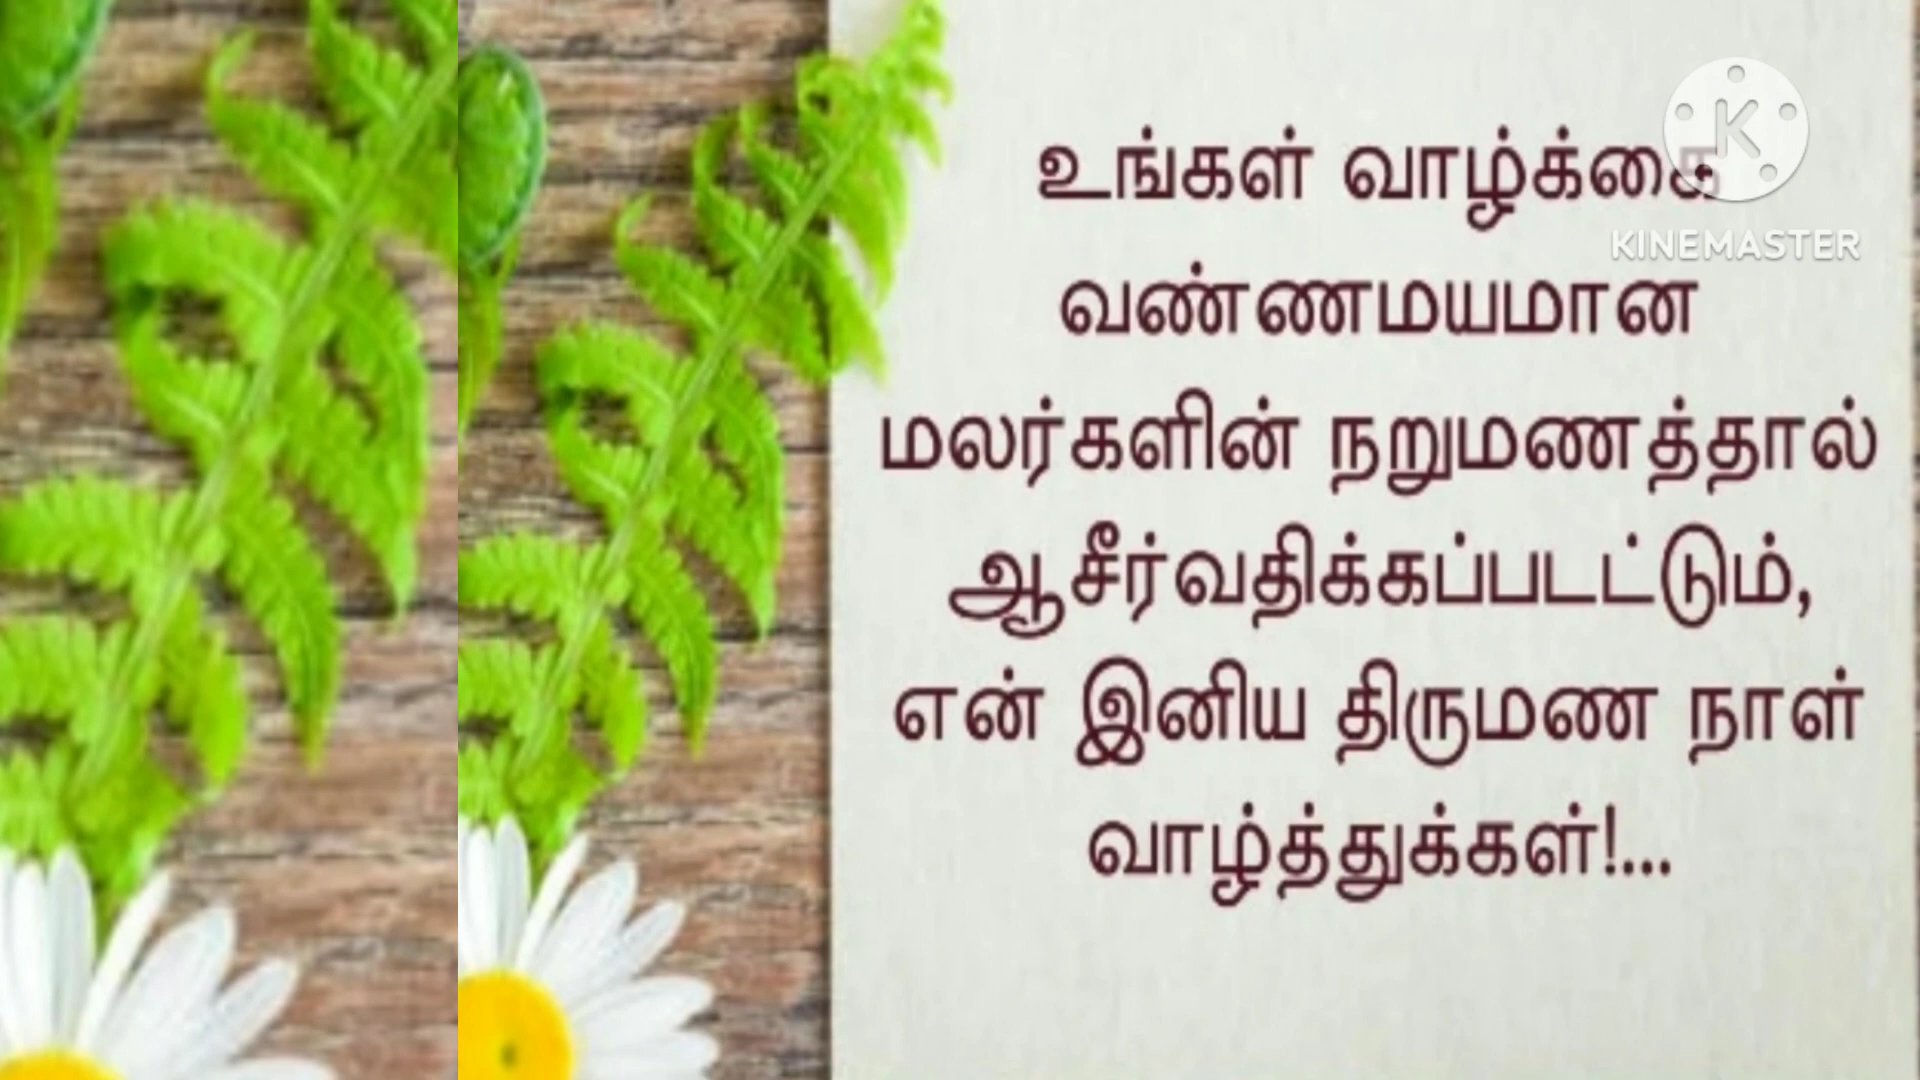 உங்கள் வாழ்க்கை
வண்ணமயமான
மலர்களின் நறுமணத்தால்
ஆசீர்வதிக்கப்படட்டும்,
என் இனிய திருமண நாள்
வாழ்த்துக்கள்!...
K
KINEMASTER